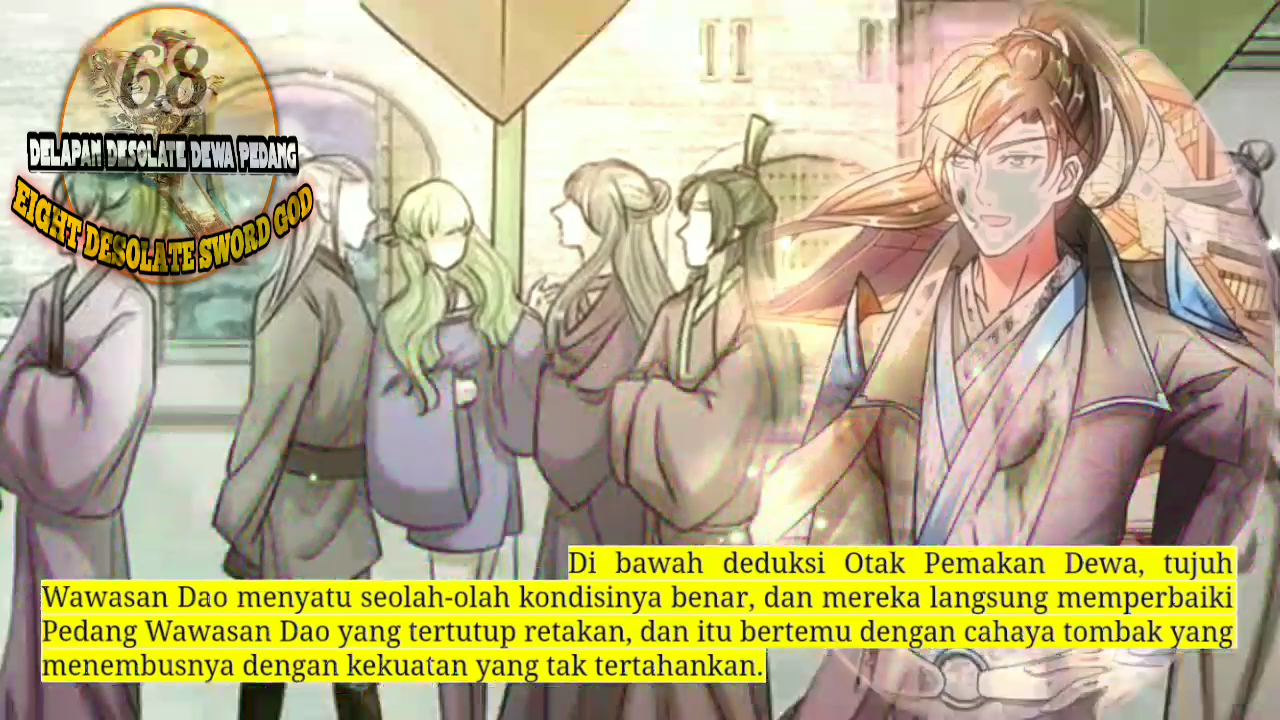 68
DELAPAN DESOLATE DEWA PEDANG
EIGHT DESOLATE SWORD GOD
Di bawah deduksi Otak Pemakan Dewa, tujuh
Wawasan Dao menyatu seolah-olah kondisinya benar, dan mereka langsung memperbaiki
Pedang Wawasan Dao yang tertutup retakan, dan itu bertemu dengan cahaya tombak yang
menembusnya dengan kekuatan yang tak tertahankan.